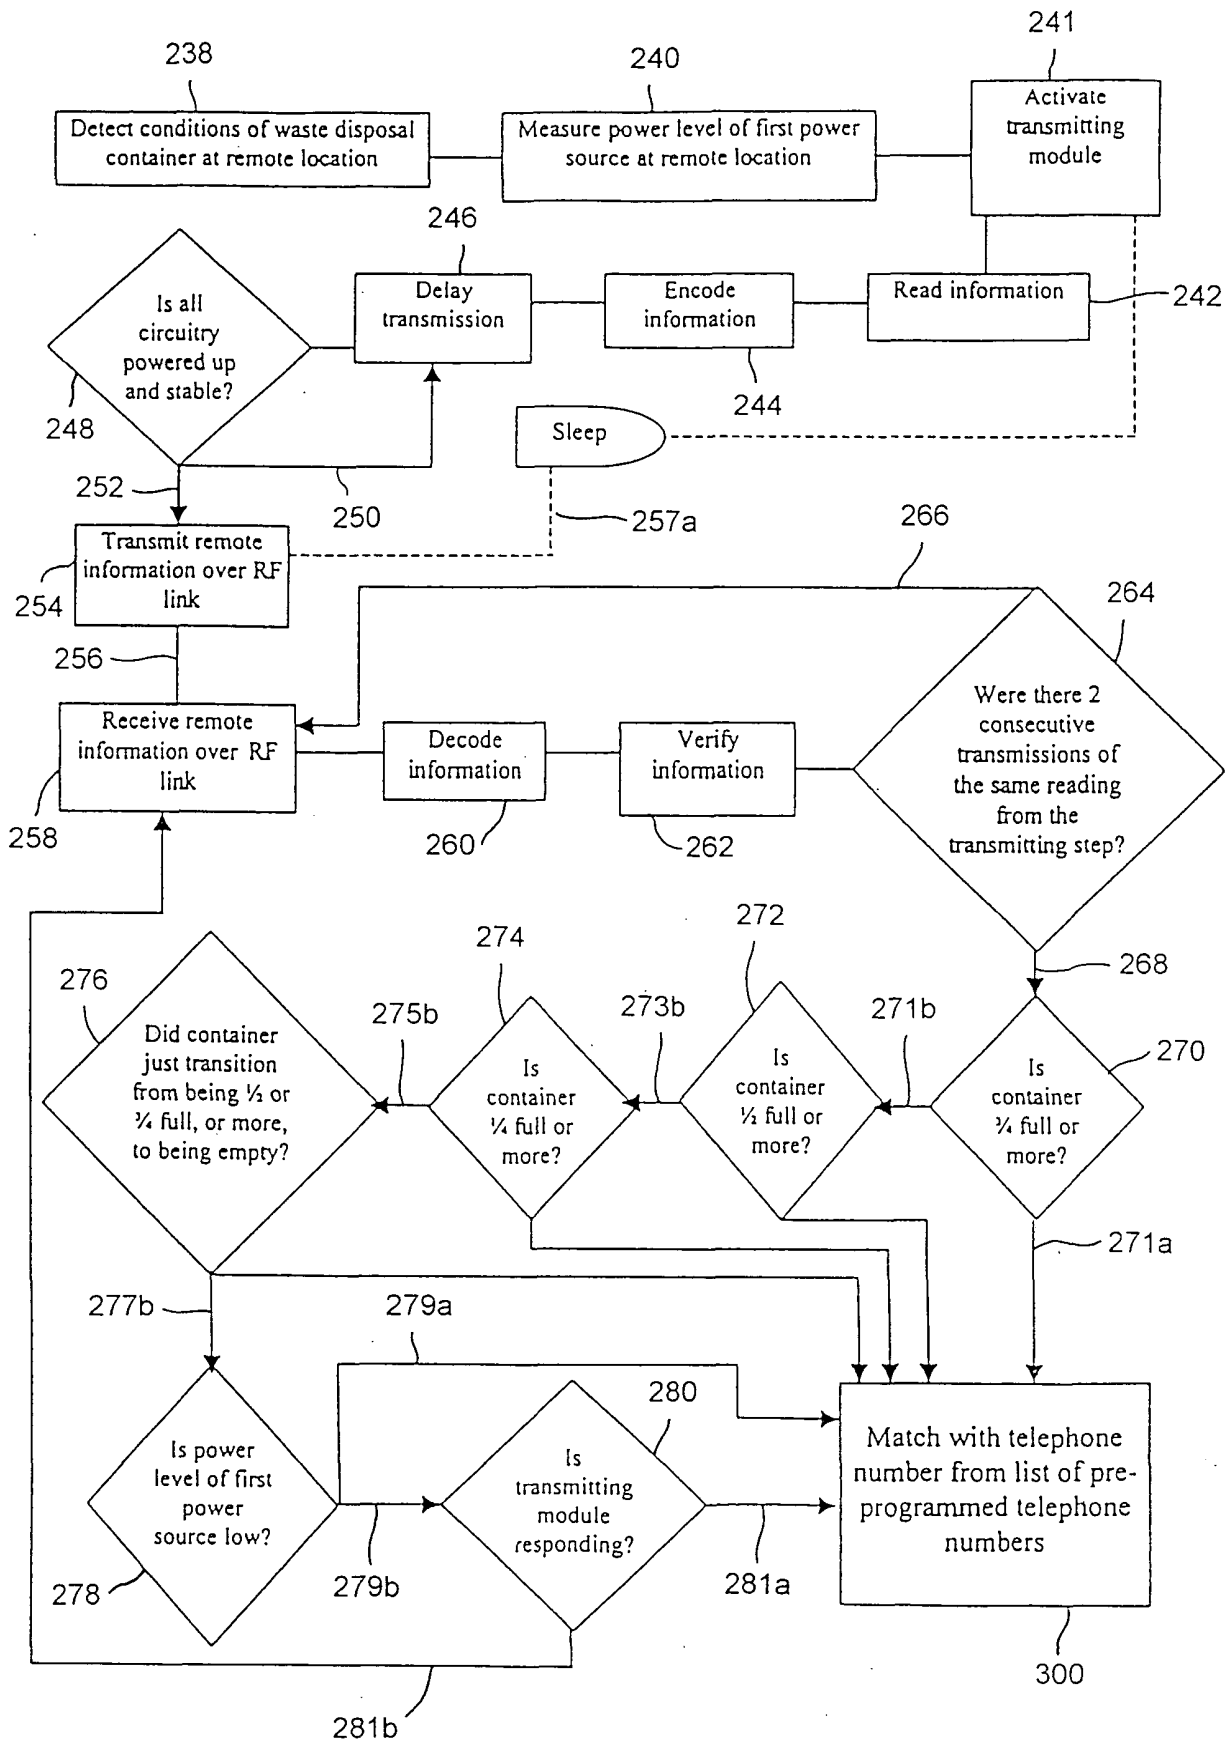 238
240
241
Detect conditions of waste disposal
container at remote location
Measure power level of first power
source at remote location
Activate
transmitting
module
246
Is all
circuitry
powered up
and stable?
Delay
transmission
Encode
information
Read information
242
248
244
Sleep
252
250
257a
266
Transmit remote
information over RF
link
254
264
256
Receive remote
information over RF
link
Decode
information
Verify
information
Were there 2
consecutive
transmissions of
the same reading
from the
transmitting step?
258
260
262
272
274
276
268
275b
273b
271b
270
Did container
just transition
from being ½ or
¾ full, or more,
to being empty?
Is
container
¼ full or
more?
Is
container
½ full or
more?
Is
container
¾ full or
more?
271a
277b
279a
280
Is power
level of first
power
source low?
Is
transmitting
module
responding?
Match with telephone
number from list of pre-
programmed telephone
numbers
278
279b
281a
300
281b